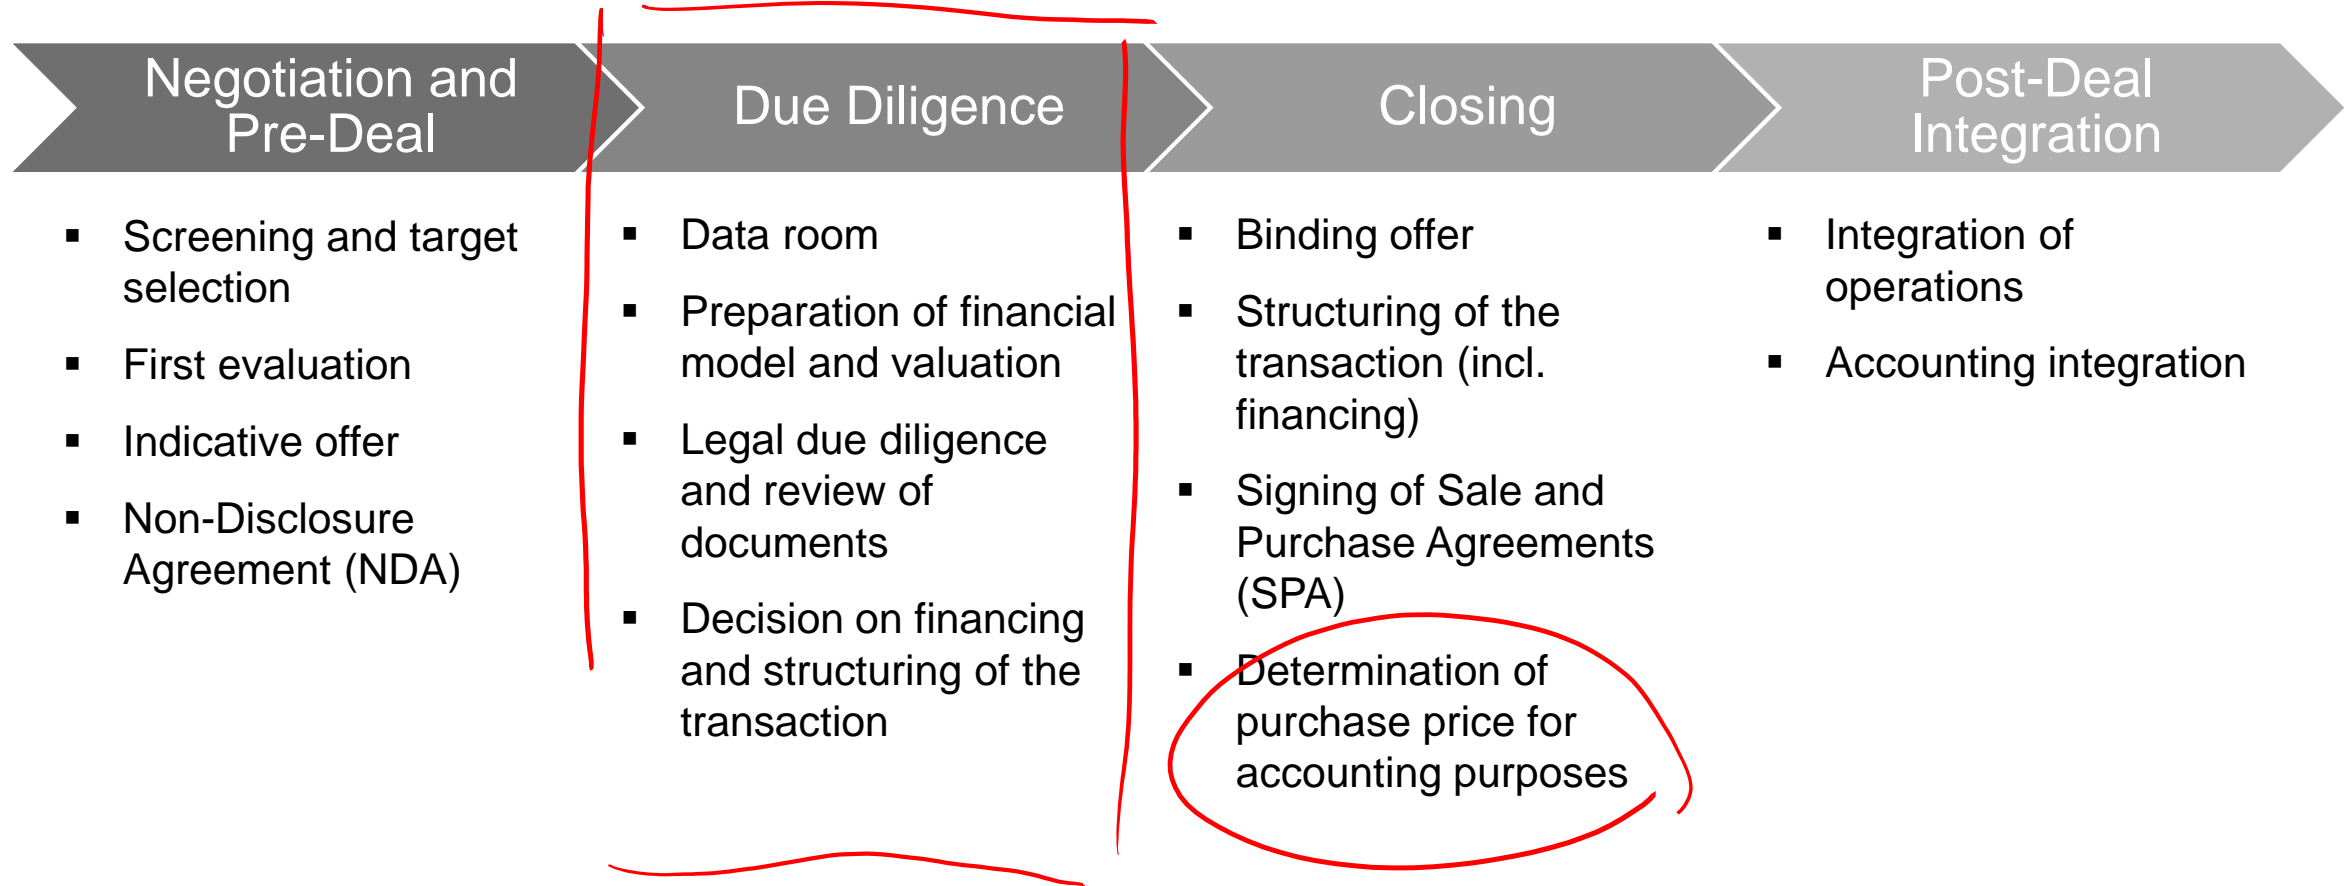 Negotiation and
Pre-Deal
Due Diligence
Closing
Post-Deal
Integration
▪ Screening and target
selection
▪ First evaluation
▪ Indicative offer
▪ Non-Disclosure
Agreement (NDA)
▪ Data room
▪ Preparation of financial
model and valuation
▪ Legal due diligence
and review of
documents
▪ Decision on financing
and structuring of the
transaction
▪ Binding offer
▪ Structuring of the
transaction (incl.
financing)
▪ Signing of Sale and
Purchase Agreements
(SPA)
▪ Determination of
purchase price for
accounting purposes
▪ Integration of
operations
▪ Accounting integration